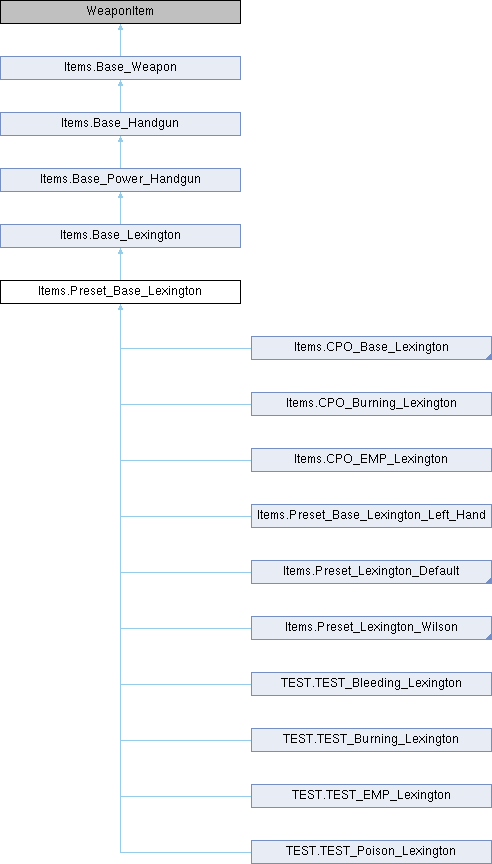 WeaponItem
Items.Base_Weapon
Items.Base_Handgun
Items.Base_Power_Handgun
Items.Base_Lexington
Items.Preset_Base_Lexington
Items.CPO_Base_Lexington
Items.CPO_Burning_Lexington
Items.CPO_EMP_Lexington
Items.Preset_Base_Lexington_Left_Hand
Items.Preset_Lexington_Default
Items.Preset_Lexington_Wilson
TEST.TEST_Bleeding_Lexington
TEST.TEST_Burning_Lexington
TEST.TEST_EMP_Lexington
TEST.TEST_Poison_Lexington